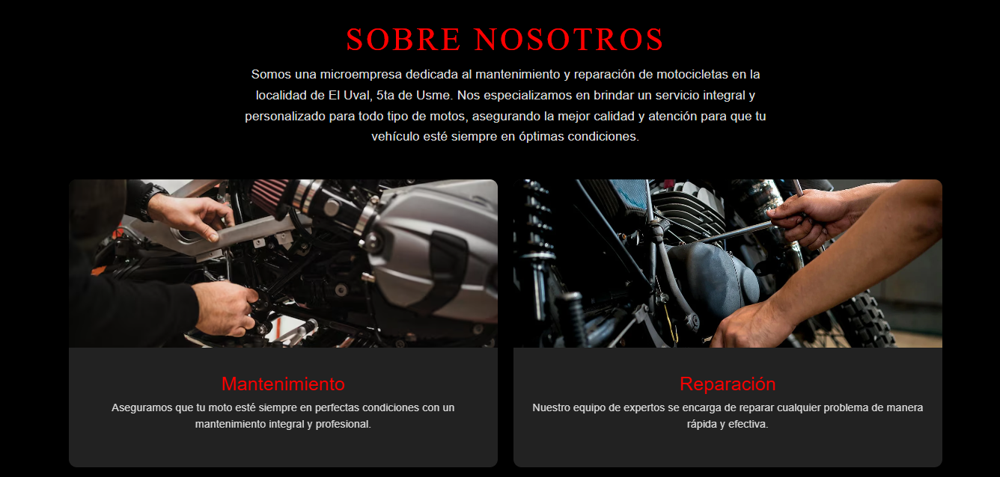 SOBRE NOSOTROS
Somos una microempresa dedicada al mantenimiento y reparación de motocicletas en la
localidad de El Uval, 5ta de Usme. Nos especializamos en brindar un servicio integral y
personalizado para todo tipo de motos, asegurando la mejor calidad y atención para que tu
vehículo esté siempre en óptimas condiciones.
Mantenimiento
Aseguramos que tu moto esté siempre en perfectas condiciones con un
mantenimiento integral y profesional.
Reparación
Nuestro equipo de expertos se encarga de reparar cualquier problema de manera
rápida y efectiva.